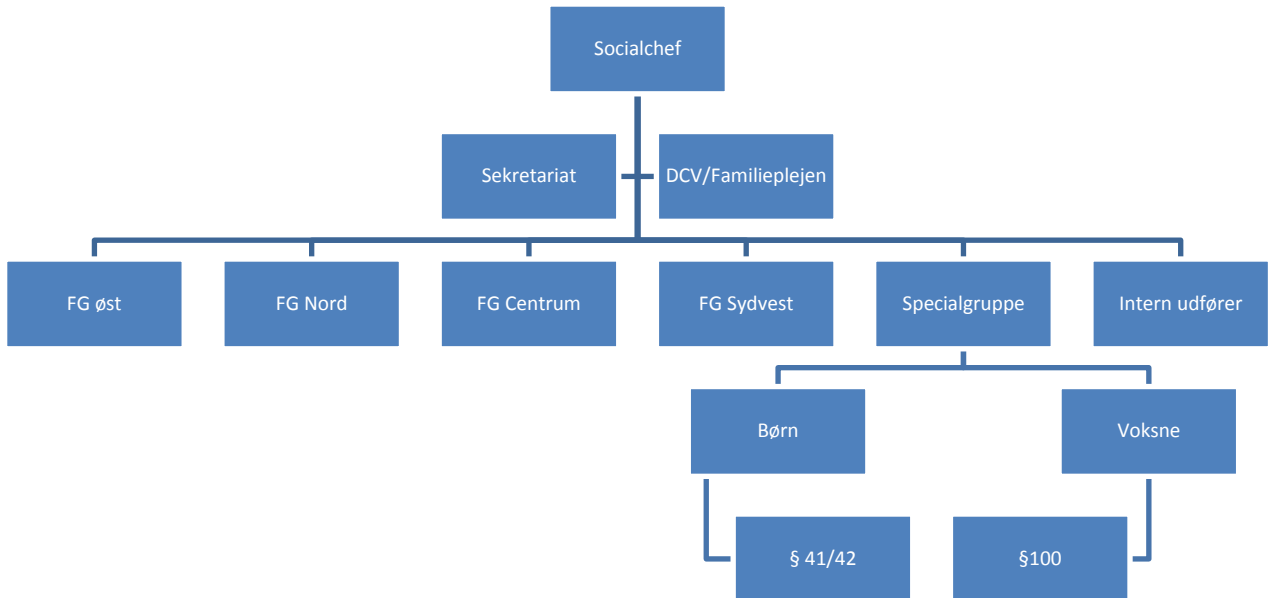 Socialchef
Sekretariat
DCV/Familieplejen
FG øst
FG Nord
FG Centrum
FG Sydvest
Specialgruppe
Intern udfører
Børn
Voksne
§ 41/42
§100